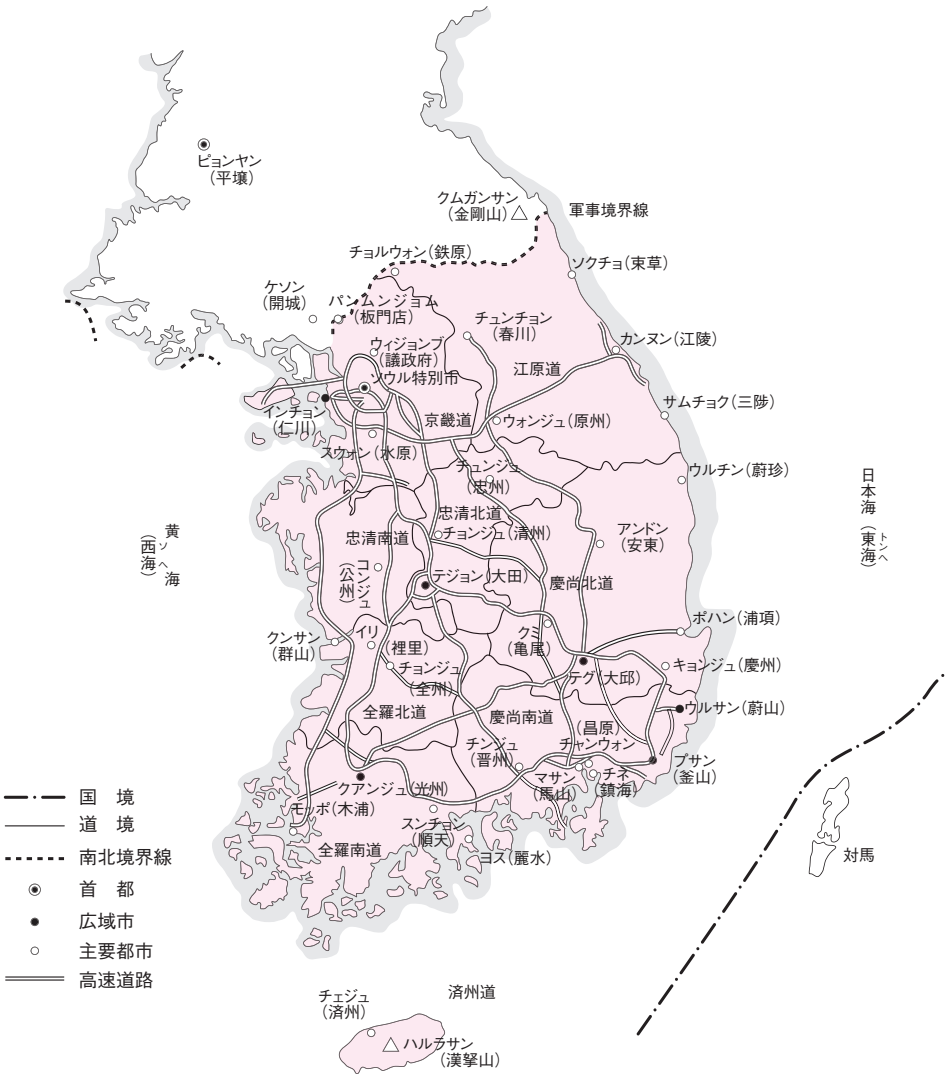 ピョンヤン
(平壌)
クムガンサン
(金剛山)
軍事境界線
チョルウォン(鉄原)
ソクチョ(束草)
ケソン
(開城)
パンムンジョム
(板門店)
チュンチョン
(春川)
カンヌン(江陵)
ウィジョンブ
(議政府)
ソウル特別市
江原道
サムチョク(三陟)
インチョン
(仁川)
京畿道
ウォンジュ(原州)
スウォン(水原)
チュンジュ
(忠州)
ウルチン(蔚珍)
日本海(東海)
トンヘ
黄海
(西海)
ソヘ
忠清北道
忠清南道
チョンジュ(清州)
アンドン
(安東)
コンジュ
(公州)
テジョン(大田)
慶尚北道
ポハン(浦項)
クンサン
(群山)
イリ
(裡里)
クミ
(亀尾)
キョンジュ(慶州)
チョンジュ
(全州)
テグ(大邱)
全羅北道
慶尚南道
ウルサン(蔚山)
(昌原)
チャンウォン
チンジュ
(晋州)
マサン
(馬山)
チネ
(鎮海)
プサン
(釜山)
クアンジュ(光州)
モッポ(木浦)
スンチョン
(順天)
ヨス(麗水)
全羅南道
対馬
国 境
道 境
南北境界線
首 都
広域市
主要都市
高速道路
チェジュ
(済州)
済州道
ハルラサン
(漢拏山)